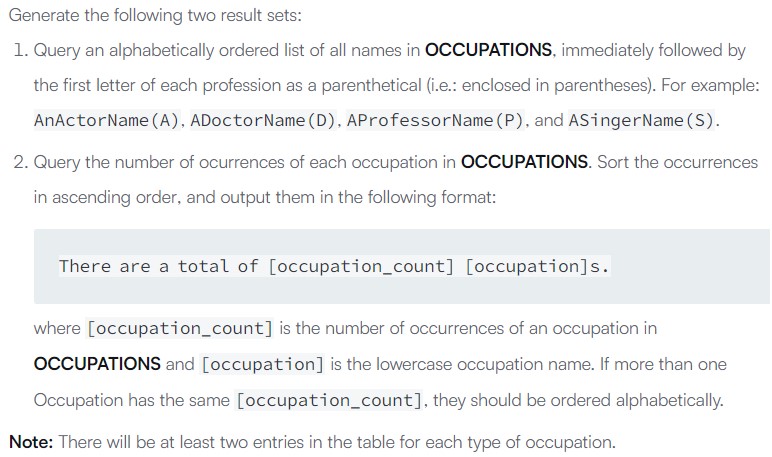 Generate the following two result sets:
1. Query an alphabetically ordered list of all names in OCCUPATIONS, immediately followed by
the first letter of each profession as a parenthetical (i.e.: enclosed in parentheses). For example:
AnActorName(A), ADoctorName(D), AProfessorName(P), and ASingerName(S).
2. Query the number of ocurrences of each occupation in OCCUPATIONS. Sort the occurrences
in ascending order, and output them in the following format:
There are a total of [occupation_count] [occupation]s.
where [occupation_count] is the number of occurrences of an occupation in
OCCUPATIONS and [occupation] is the lowercase occupation name. If more than one
Occupation has the same [occupation_count], they should be ordered alphabetically.
Note: There will be at least two entries in the table for each type of occupation.